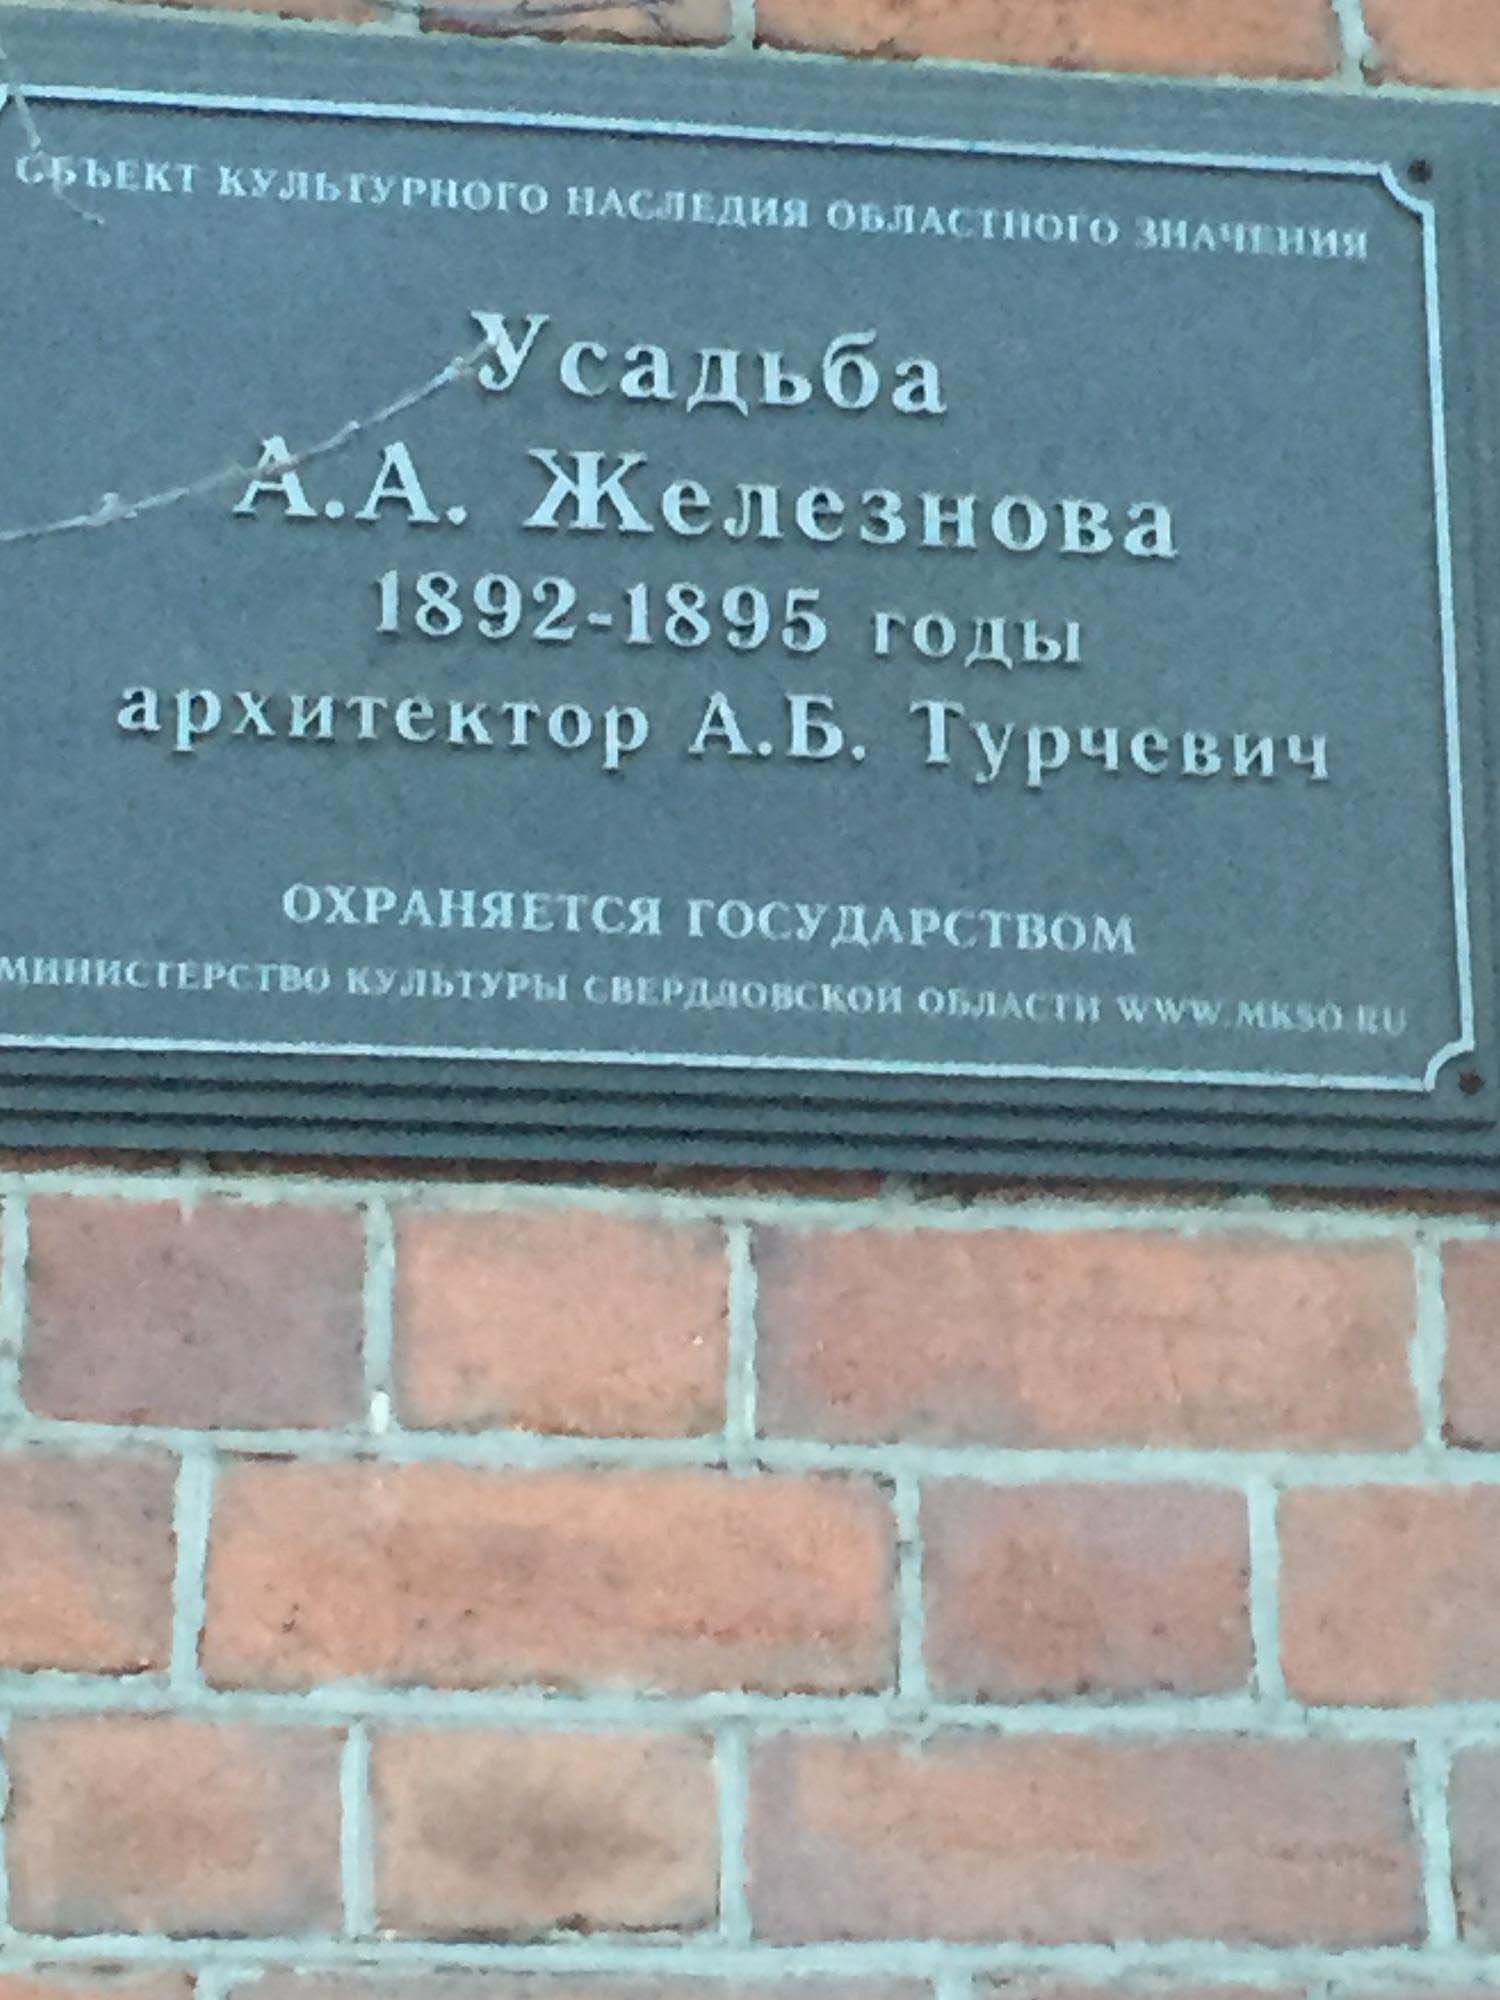 ОБЪЕКТ КУЛЬТУРНОГО НАСЛЕДИЯ ОБЛАСТНОГО ЗНАЧЕНИЯ
Усадьба
А.А. Железнова
1892-1895 годы
архитектор А.Б. Турчевич
ОХРАНЯЕТСЯ ГОСУДАРСТВОМ
МИНИСТЕРСТВО КУЛЬТУРЫ СВЕРДЛОВСКОЙ ОБЛАСТИ WWW.MKSO.RU